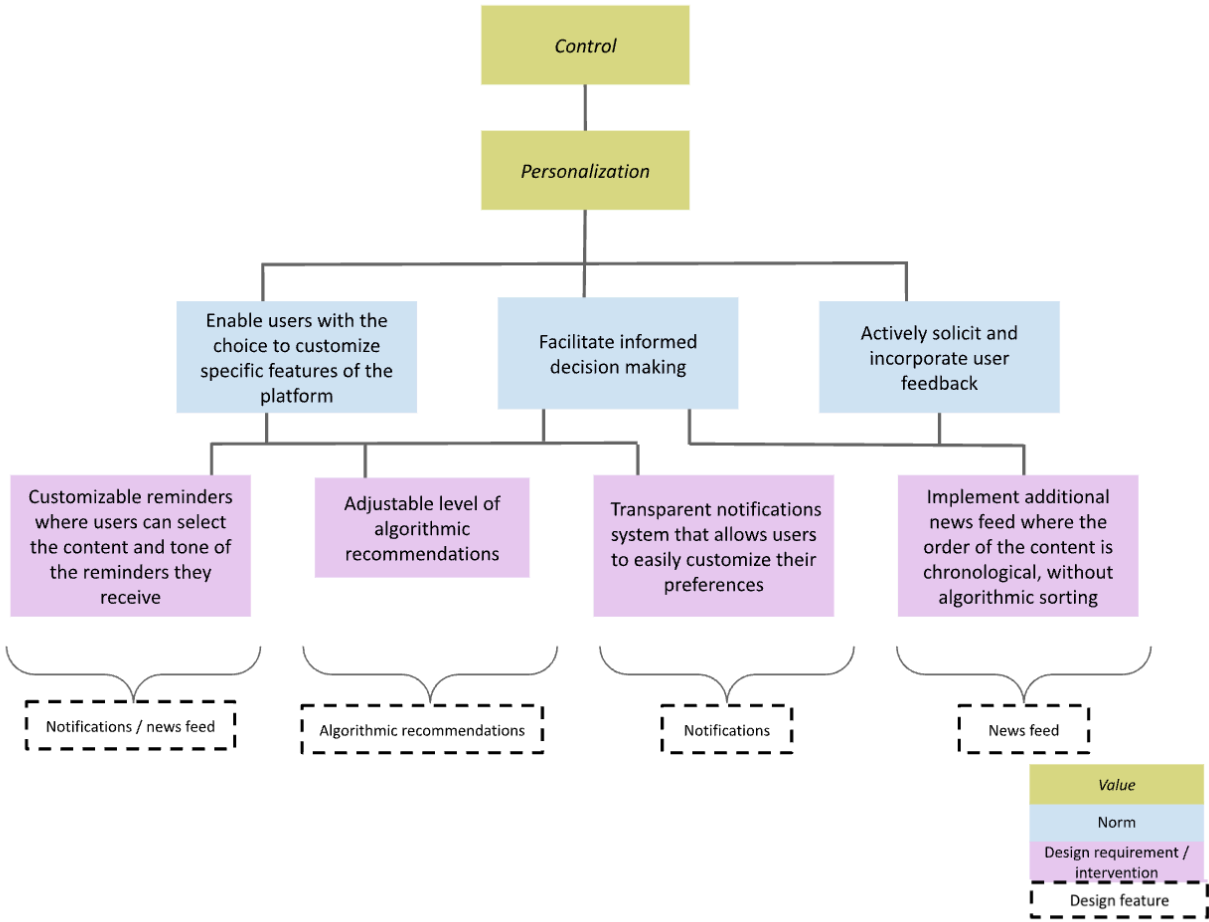 Control
Personalization
Enable users with the
choice to customize
specific features of the
platform
Facilitate informed
decision making
Actively solicit and
incorporate user
feedback
Customizable reminders
where users can select
the content and tone of
the reminders they
receive
Adjustable level of
algorithmic
recommendations
Transparent notifications
system that allows users
to easily customize their
preferences
Implement additional
news feed where the
order of the content is
chronological, without
algorithmic sorting
Notifications / news feed
Algorithmic recommendations
Notifications
News feed
Value
Norm
Design requirement /
intervention
Design feature